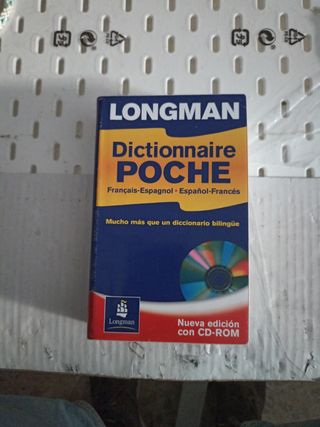 LONGMAN
Dictionnaire
POCHE
Français-Espagnol - Español-Francés
Mucho más que un diccionario bilingüe
Nueva edición
con CD-ROM
Longman